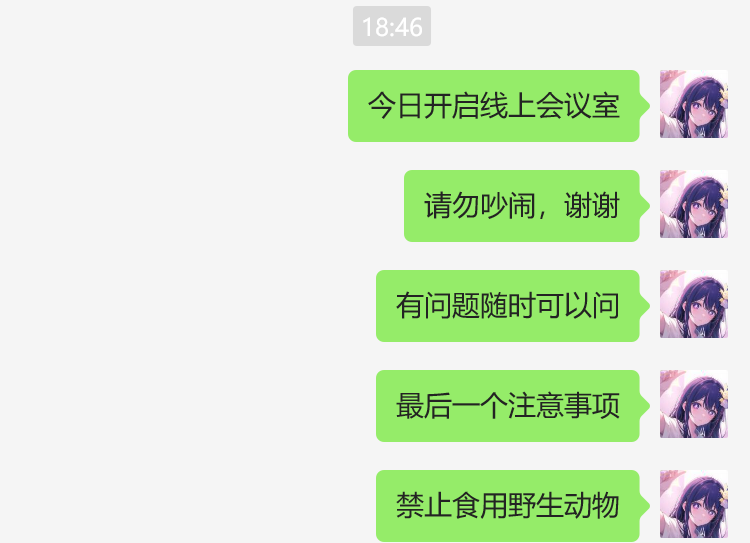 18:46
今日开启线上会议室
请勿吵闹，谢谢
有问题随时可以问
最后一个注意事项
禁止食用野生动物